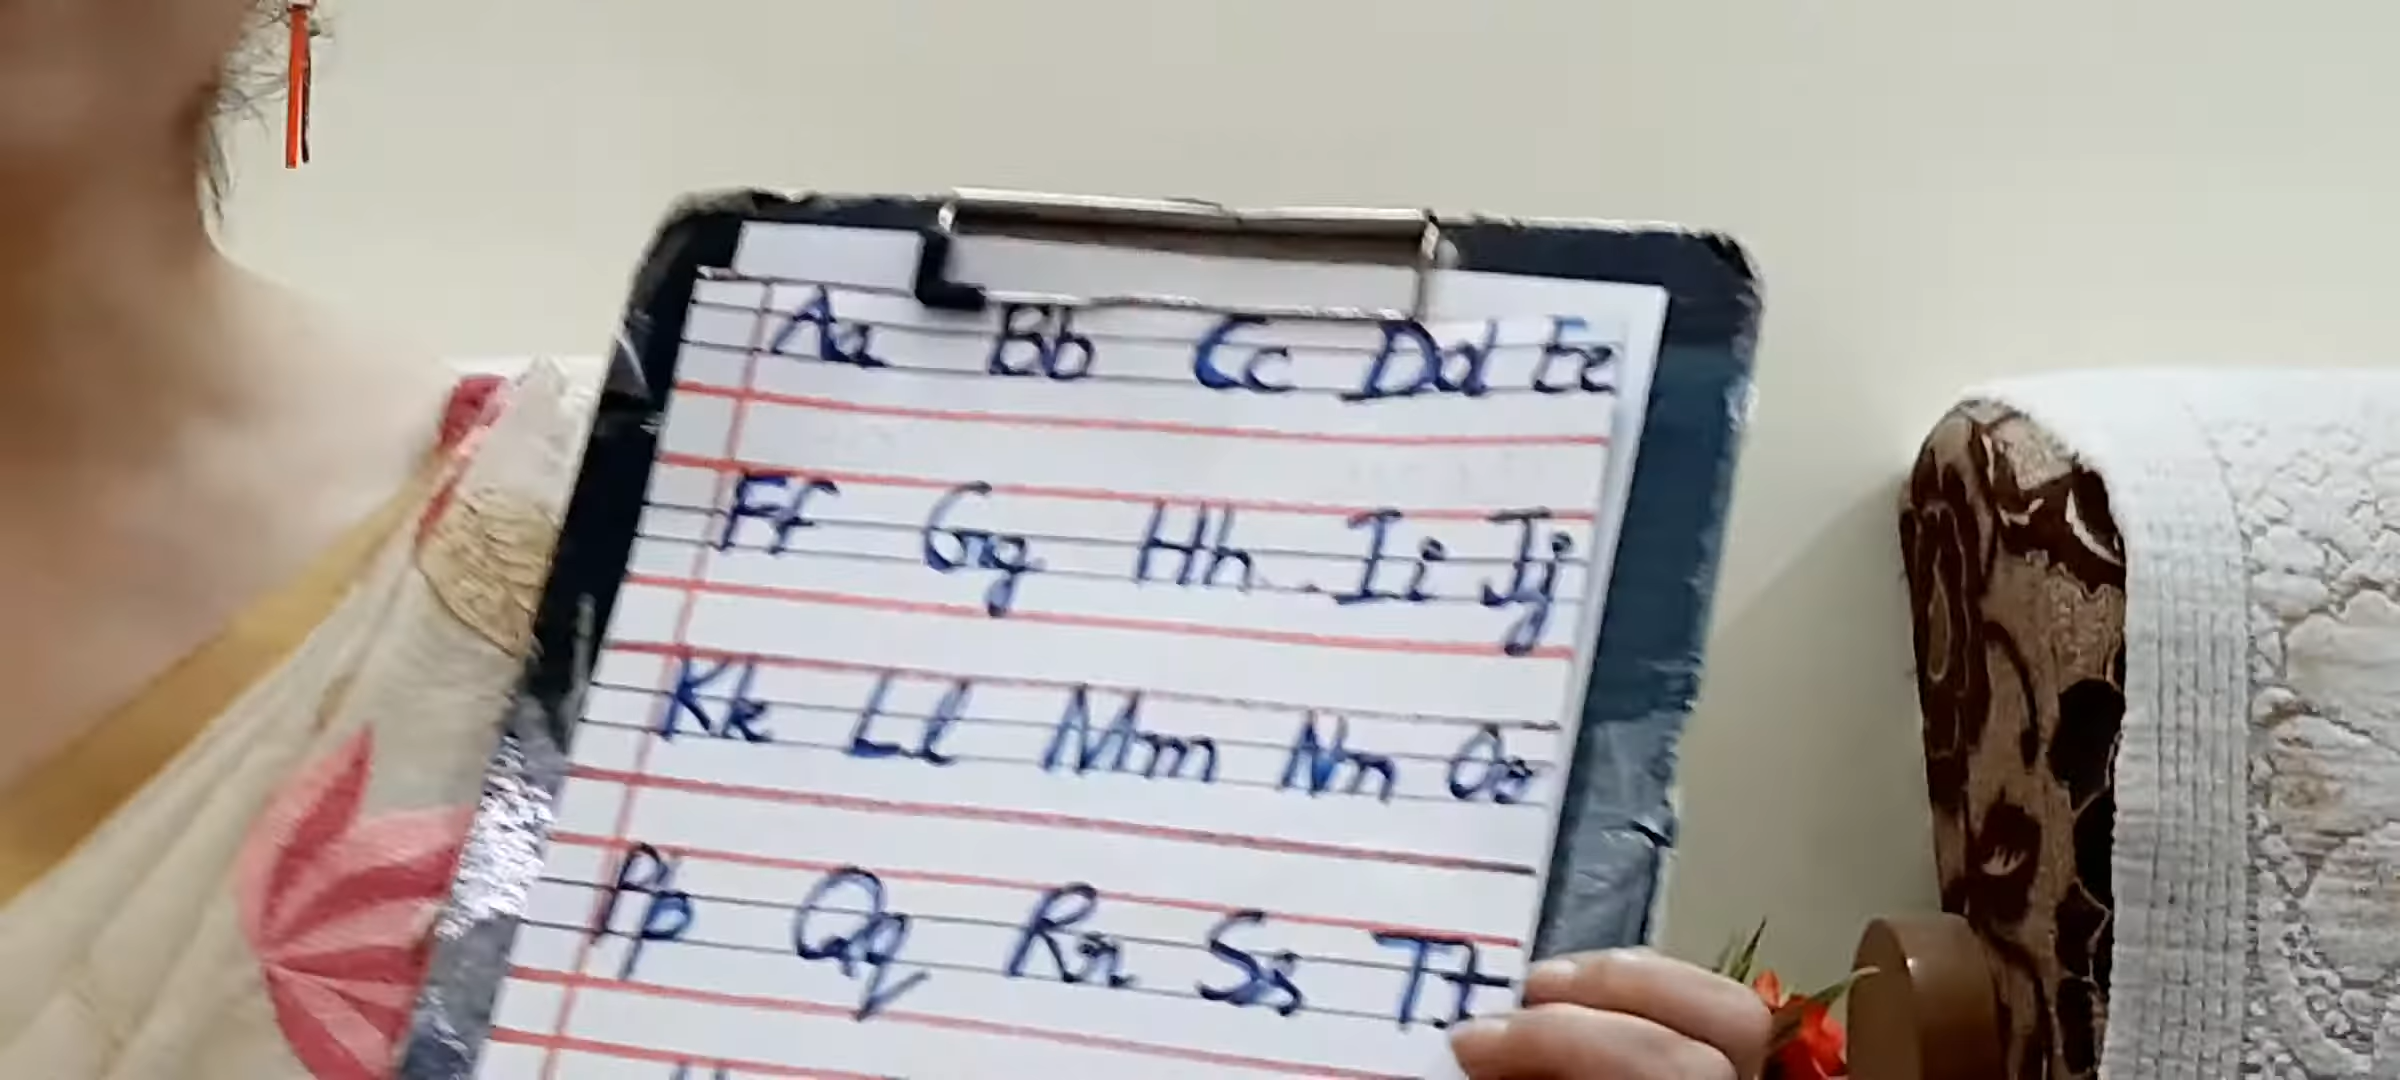 Aa Bb Cc Dd Ee
Ff Gg Hh Ii Jj
Kk Ll Mm Nn Oo
Pp Qq Rr Ss Tt